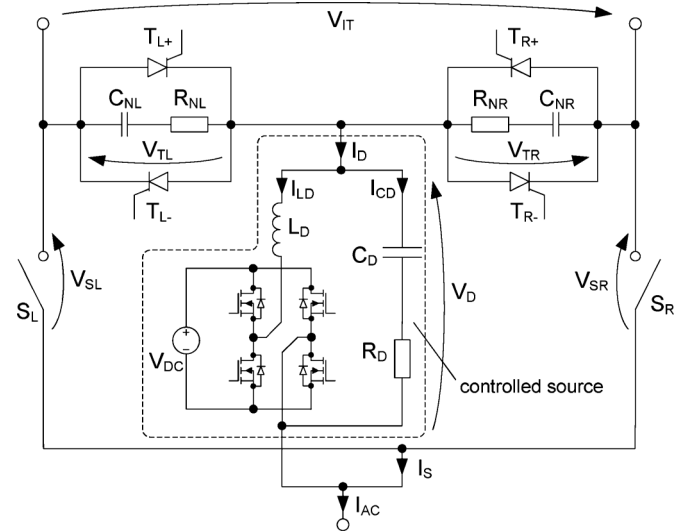 V_IT
T_L+
T_R+
C_NL R_NL
R_NR C_NR
V_TL
I_D
V_TR
T_L-
I_LD I_CD
T_R-
L_D
C_D
V_SL
V_D
V_SR
S_L
S_R
+
−
V_DC
R_D
controlled source
I_S
I_AC